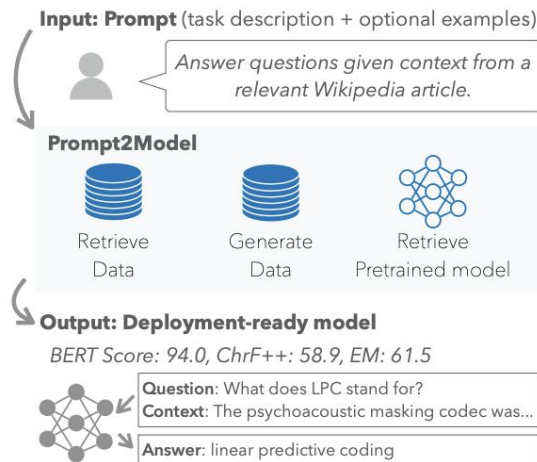 Input: Prompt (task description + optional examples)
Answer questions given context from a
relevant Wikipedia article.
Prompt2Model
Retrieve
Data
Generate
Data
Retrieve
Pretrained model
Output: Deployment-ready model
BERT Score: 94.0, ChrF++: 58.9, EM: 61.5
Question: What does LPC stand for?
Context: The psychoacoustic masking codec was...
Answer: linear predictive coding